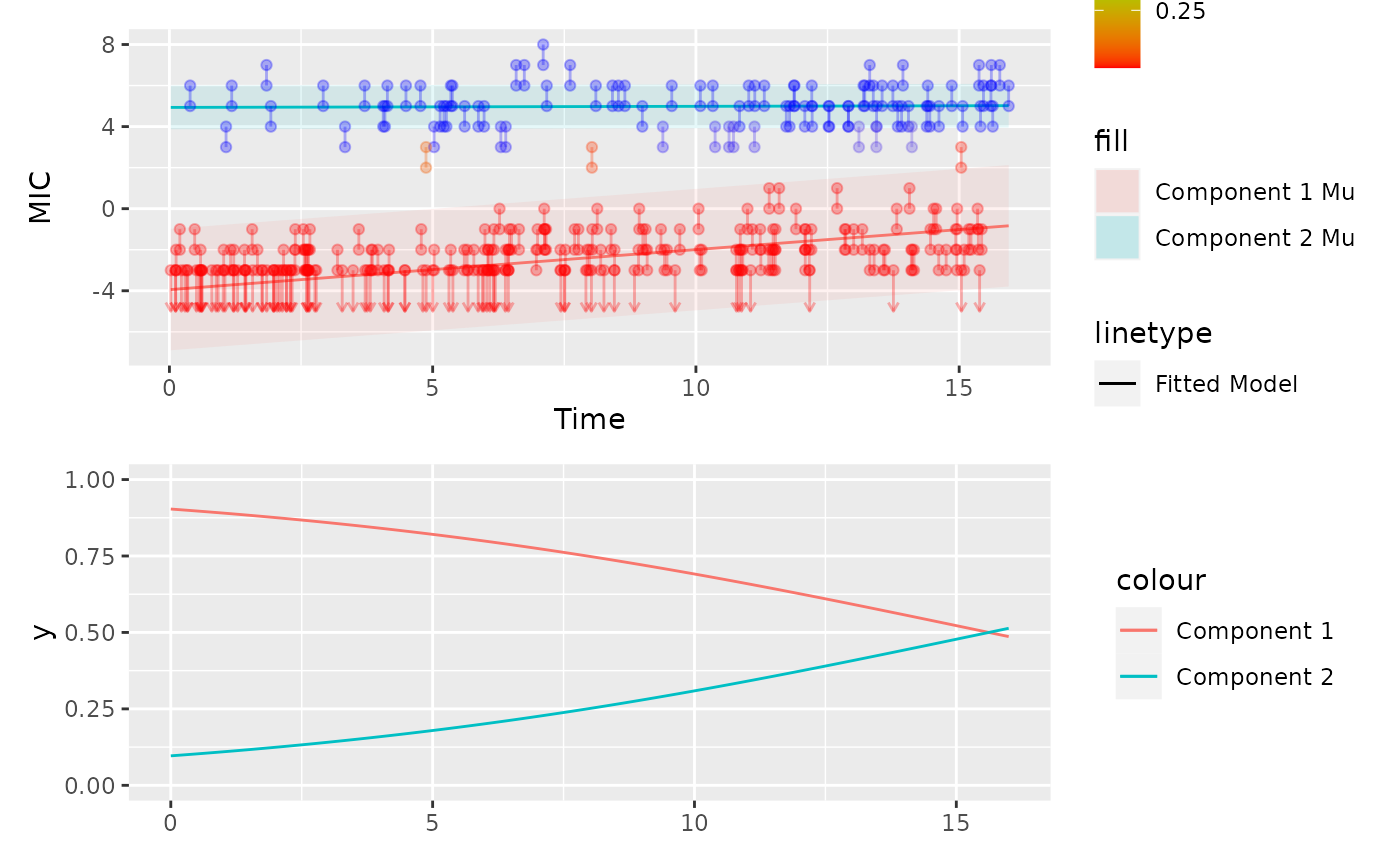 0.25
8
4
0
-4
MIC
0 5 10 15
Time
fill
Component 1 Mu
Component 2 Mu
linetype
Fitted Model
1.00
0.75
0.50
0.25
0.00
y
0 5 10 15
colour
Component 1
Component 2